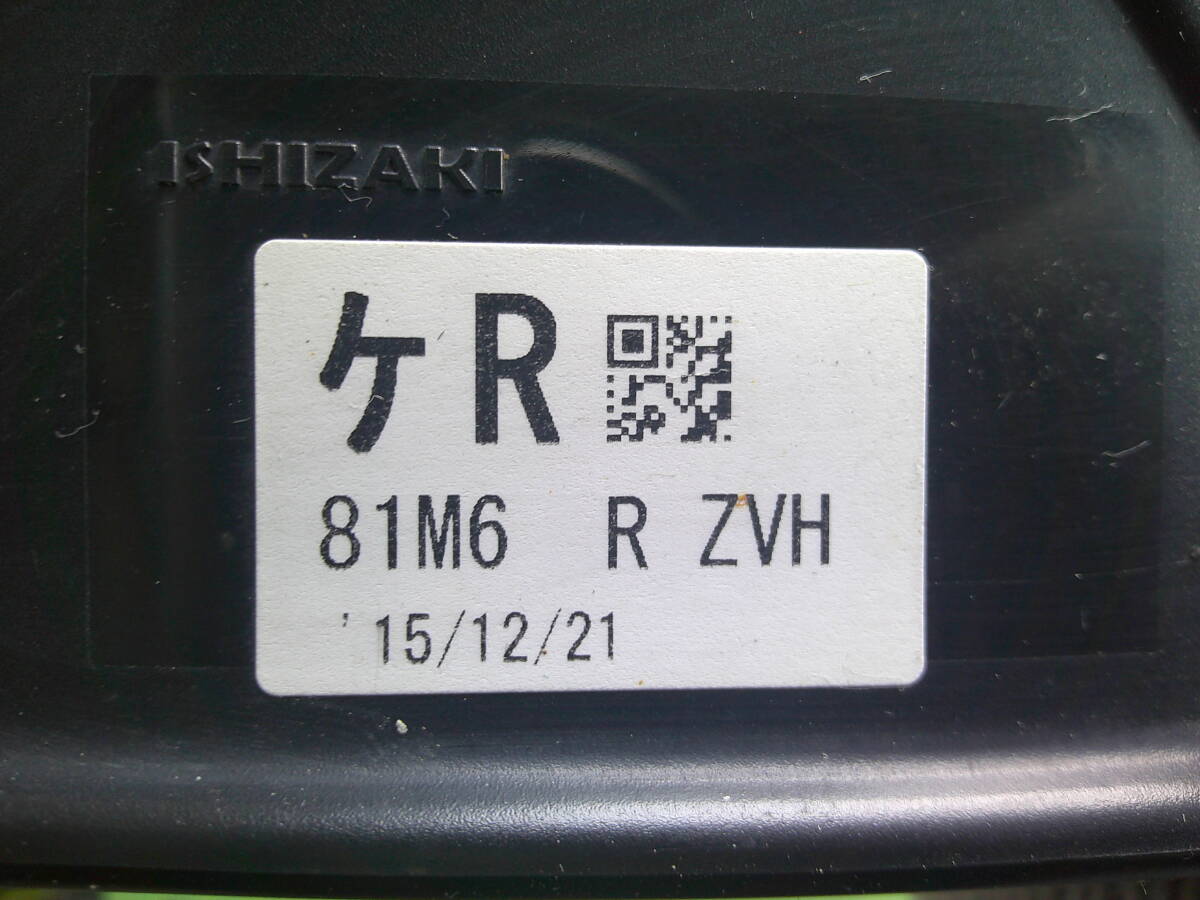 ISHIZAKI
ケR
81M6 R ZVH
'15/12/21